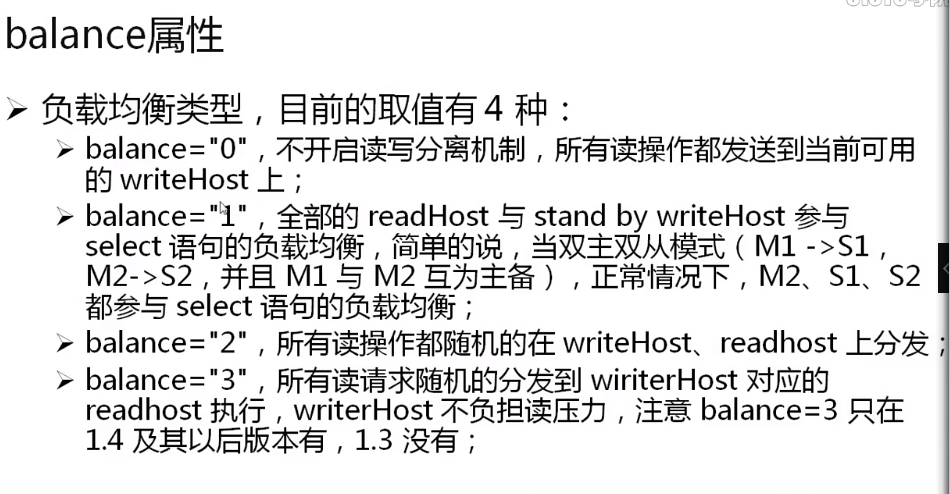 balance属性
负载均衡类型，目前的取值有 4 种：
balance="0"，不开启读写分离机制，所有读操作都发送到当前可用
的 writeHost 上；
balance="1"，全部的 readHost 与 stand by writeHost 参与
select 语句的负载均衡，简单的说，当双主双从模式（ M1 ->S1，
M2->S2，并且 M1 与 M2 互为主备），正常情况下，M2、S1、S2
都参与 select 语句的负载均衡；
balance="2"，所有读操作都随机的在 writeHost、readhost 上分发；
balance="3"，所有读请求随机的分发到 wiriterHost 对应的
readhost 执行，writerHost 不负担读压力，注意 balance=3 只在
1.4 及其以后版本有，1.3 没有；